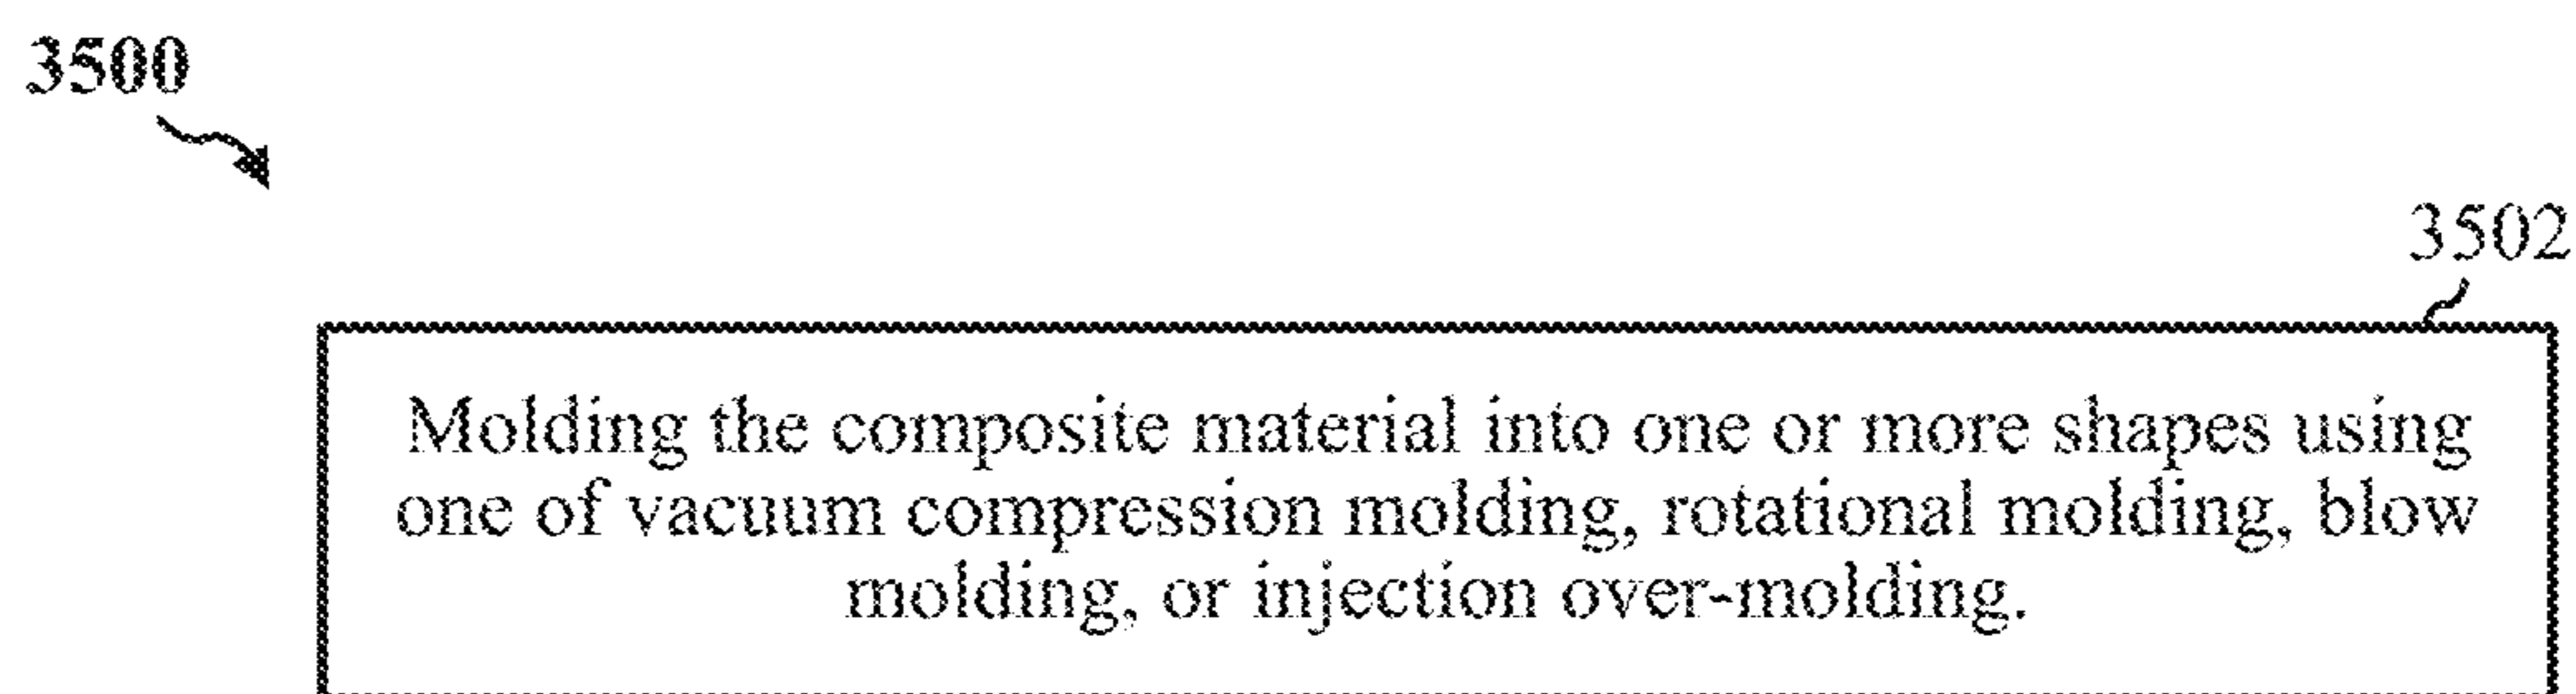 3500
3502
Molding the composite material into one or more shapes using
one of vacuum compression molding, rotational molding, blow
molding, or injection over-molding.